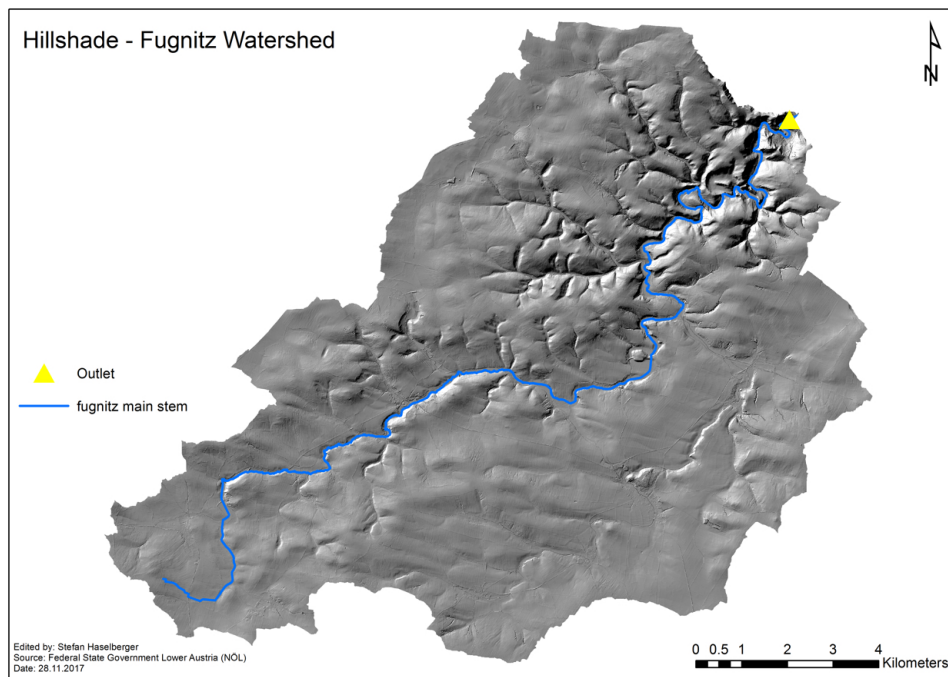 Hillshade - Fugnitz Watershed
N
Outlet
fugnitz main stem
Edited by: Stefan Haselberger
Source: Federal State Government Lower Austria (NÖL)
Date: 28.11.2017
0 0.5 1 2 3 4
Kilometers